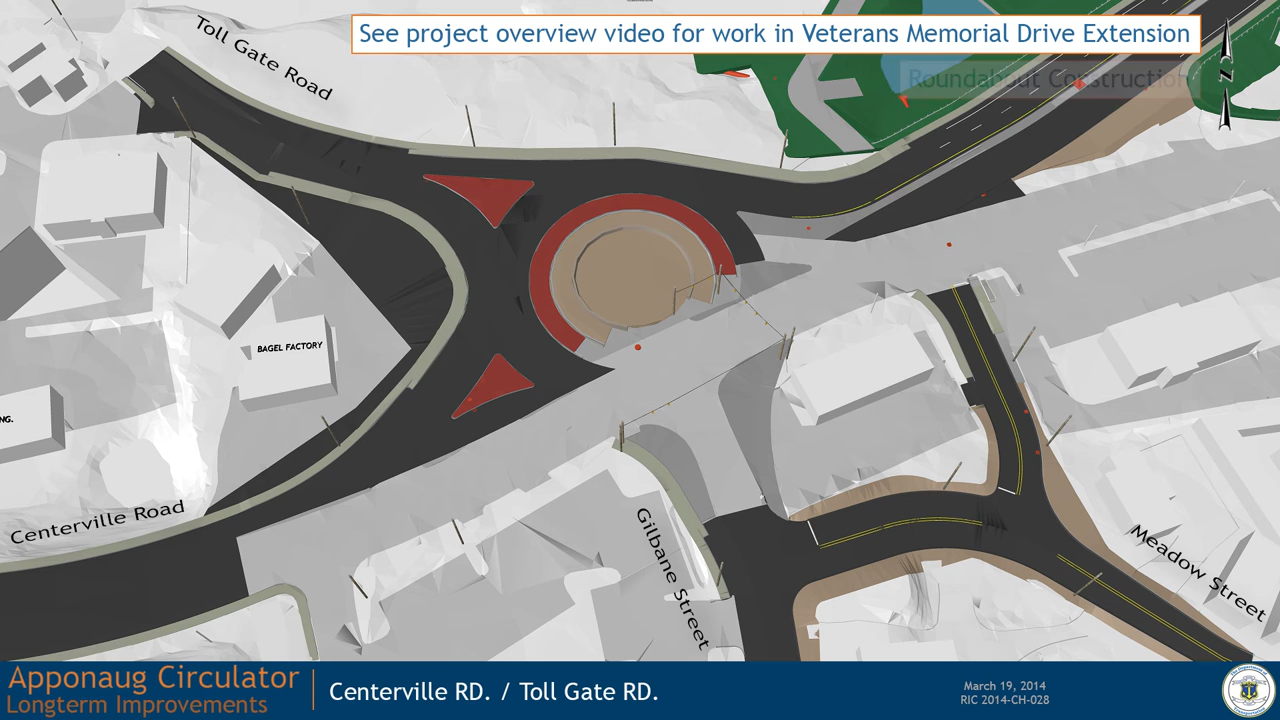 See project overview video for work in Veterans Memorial Drive Extension
Toll Gate Road
Roundabout Construction
N
BAGEL FACTORY
NG.
Centerville Road
Gilbane Street
Meadow Street
Apponaug Circulator
Longterm Improvements
Centerville RD. / Toll Gate RD.
March 19, 2014
RIC 2014-CH-028